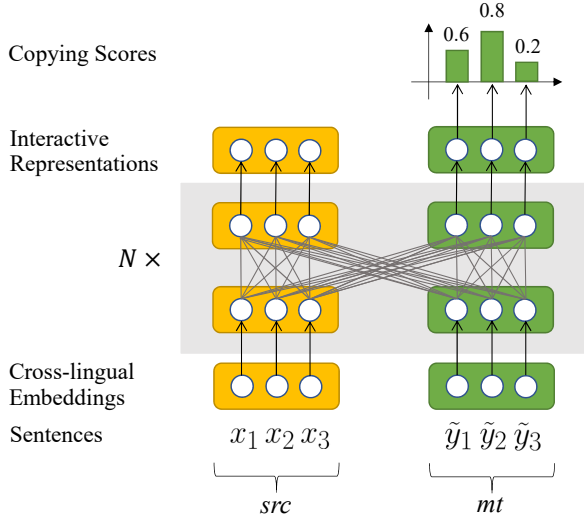 0.8
0.6
0.2
Copying Scores
Interactive
Representations
N ×
Cross-lingual
Embeddings
Sentences
x₁ x₂ x₃
ỹ₁ ỹ₂ ỹ₃
src
mt